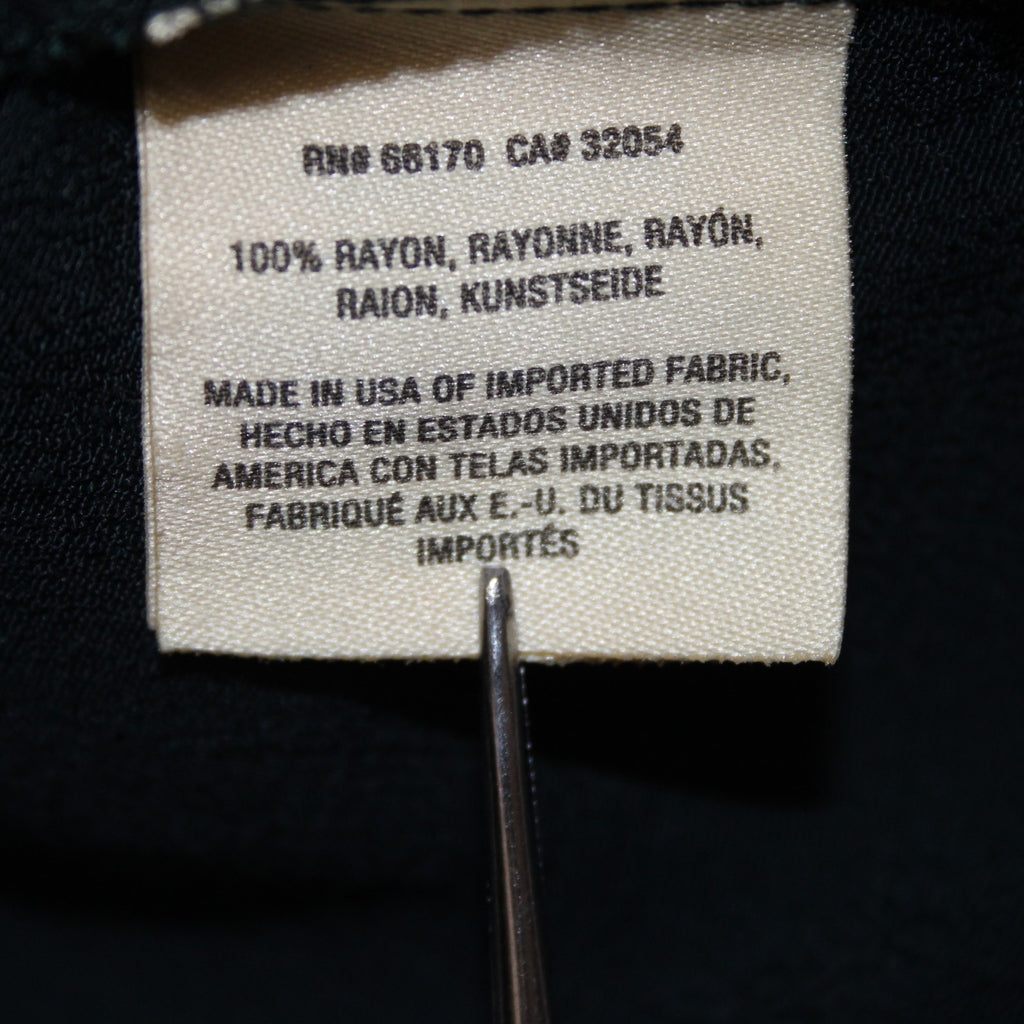 RN# 66170 CA# 32054
100% RAYON, RAYONNE, RAYÓN,
RAION, KUNSTSEIDE
MADE IN USA OF IMPORTED FABRIC,
HECHO EN ESTADOS UNIDOS DE
AMERICA CON TELAS IMPORTADAS,
FABRIQUÉ AUX E.-U. DU TISSUS
IMPORTÉS